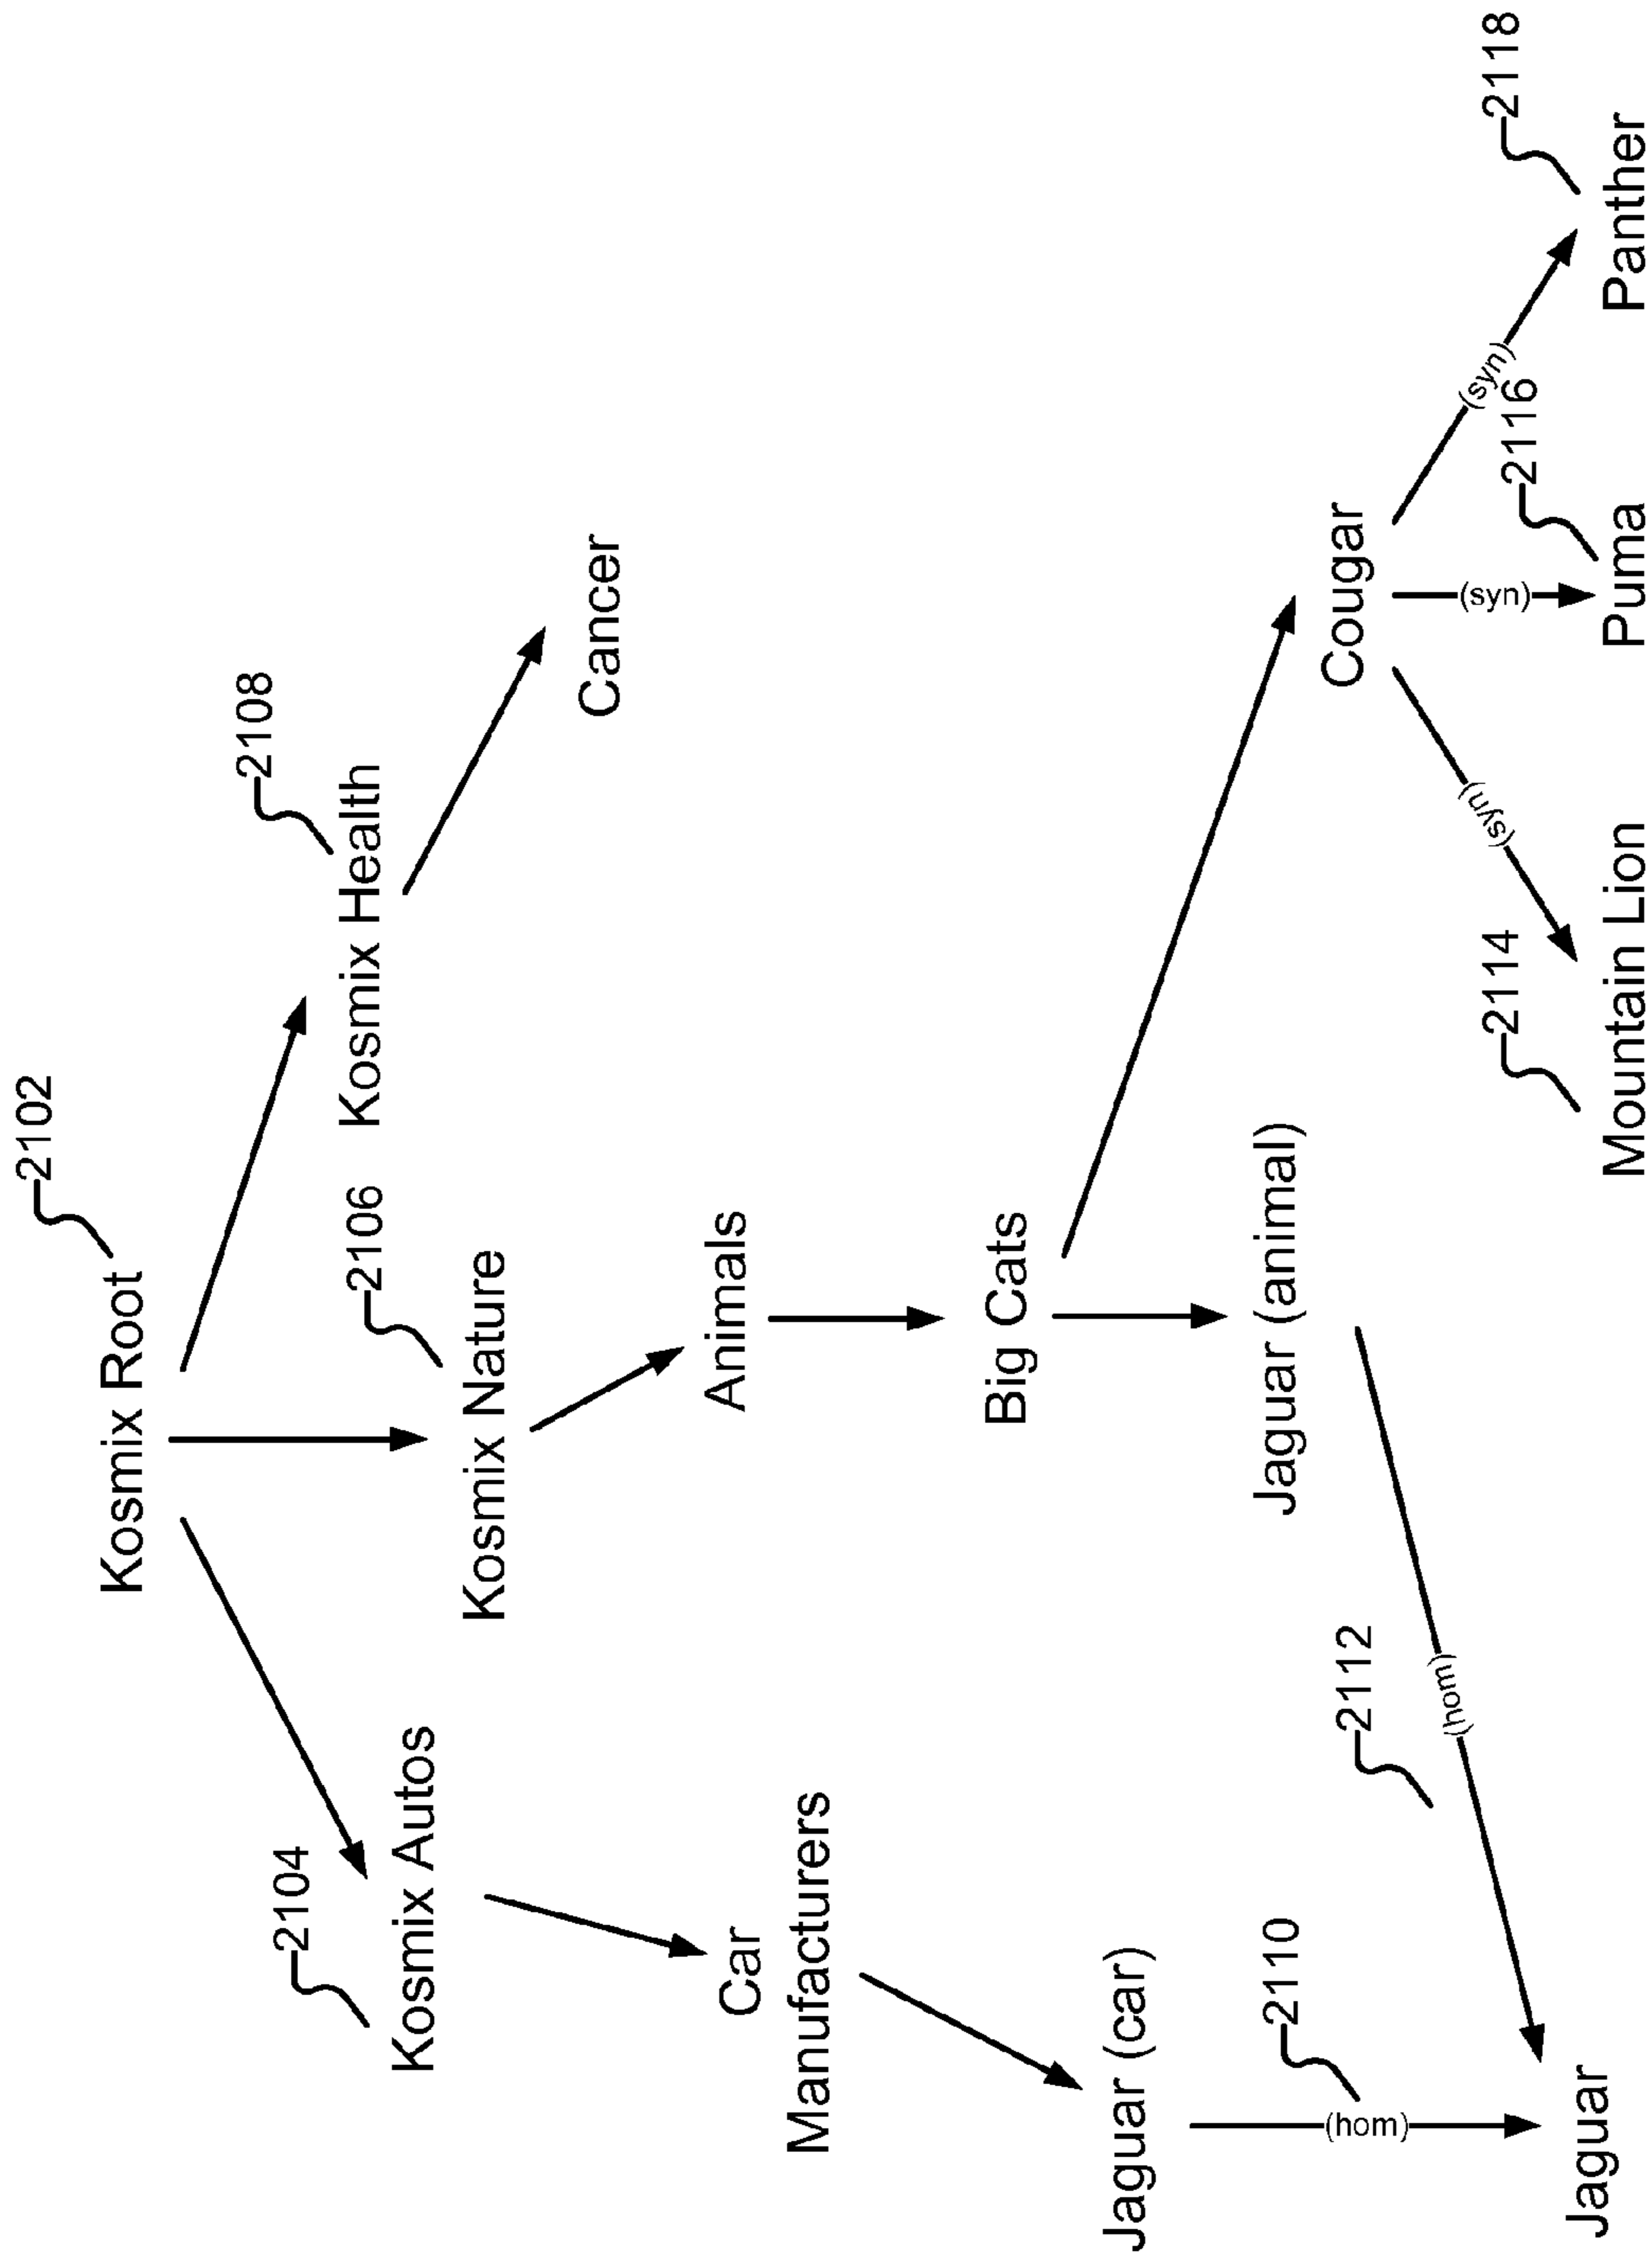 2102
Kosmix Root
2108
2104
2106
Kosmix Autos
Kosmix Nature
Kosmix Health
Cancer
Car
Manufacturers
Animals
Big Cats
Jaguar (car)
Jaguar (animal)
Cougar
2110
2112
(hom)
(hom)
(syn)
(syn)
(syn)
2114
2116
2118
Jaguar
Mountain Lion
Puma
Panther